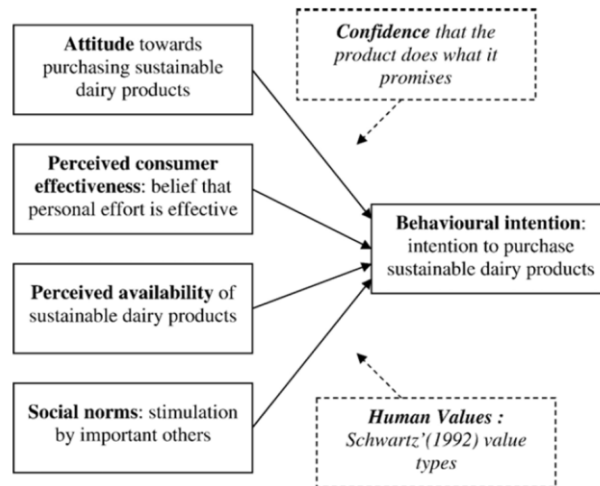 Attitude towards
purchasing sustainable
dairy products
Confidence that the
product does what it
promises
Perceived consumer
effectiveness: belief that
personal effort is effective
Behavioural intention:
intention to purchase
sustainable dairy products
Perceived availability of
sustainable dairy products
Social norms: stimulation
by important others
Human Values :
Schwartz'(1992) value
types